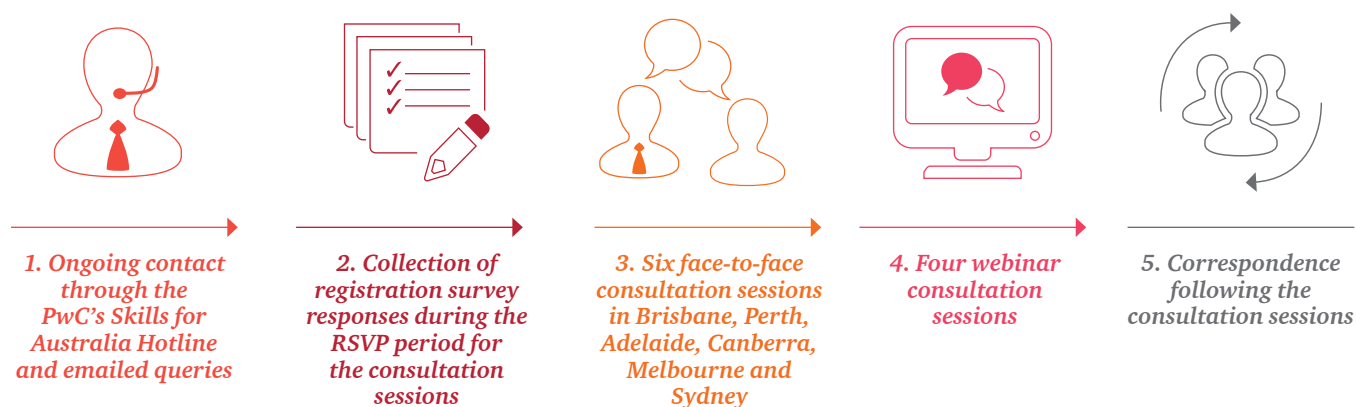 1. Ongoing contact
through the
PwC's Skills for
Australia Hotline
and emailed queries
2. Collection of
registration survey
responses during the
RSVP period for
the consultation
sessions
3. Six face-to-face
consultation sessions
in Brisbane, Perth,
Adelaide, Canberra,
Melbourne and
Sydney
4. Four webinar
consultation
sessions
5. Correspondence
following the
consultation sessions